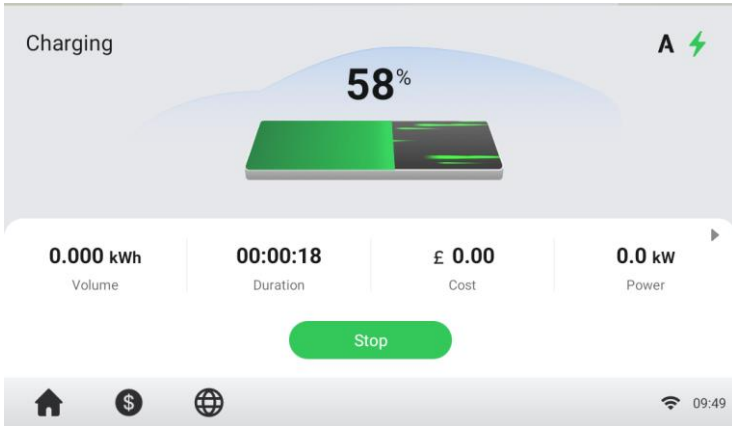 Charging
A
58%
0.000 kWh
00:00:18
£ 0.00
0.0 kW
Volume
Duration
Cost
Power
Stop
$
09:49